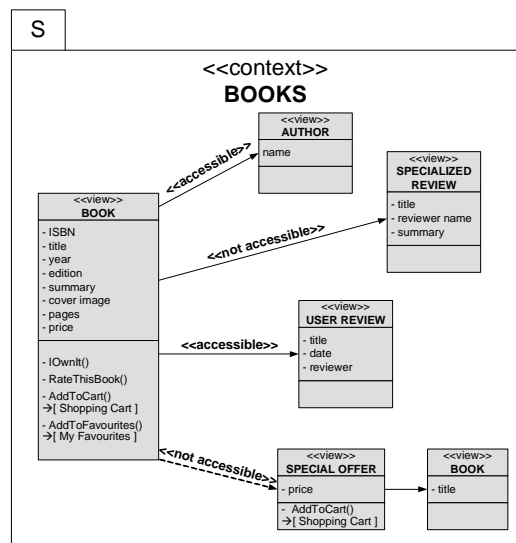 S
<<context>>
BOOKS
<<view>>
AUTHOR
name
<<accessible>>
<<view>>
SPECIALIZED
REVIEW
- title
- reviewer name
- summary
<<not accessible>>
<<view>>
BOOK
- ISBN
- title
- year
- edition
- summary
- cover image
- pages
- price
- IOwnIt()
- RateThisBook()
- AddToCart()
→[ Shopping Cart ]
- AddToFavourites()
→[ My Favourites ]
<<accessible>>
<<view>>
USER REVIEW
- title
- date
- reviewer
<<not accessible>>
<<view>>
SPECIAL OFFER
- price
- AddToCart()
→[ Shopping Cart ]
<<view>>
BOOK
- title